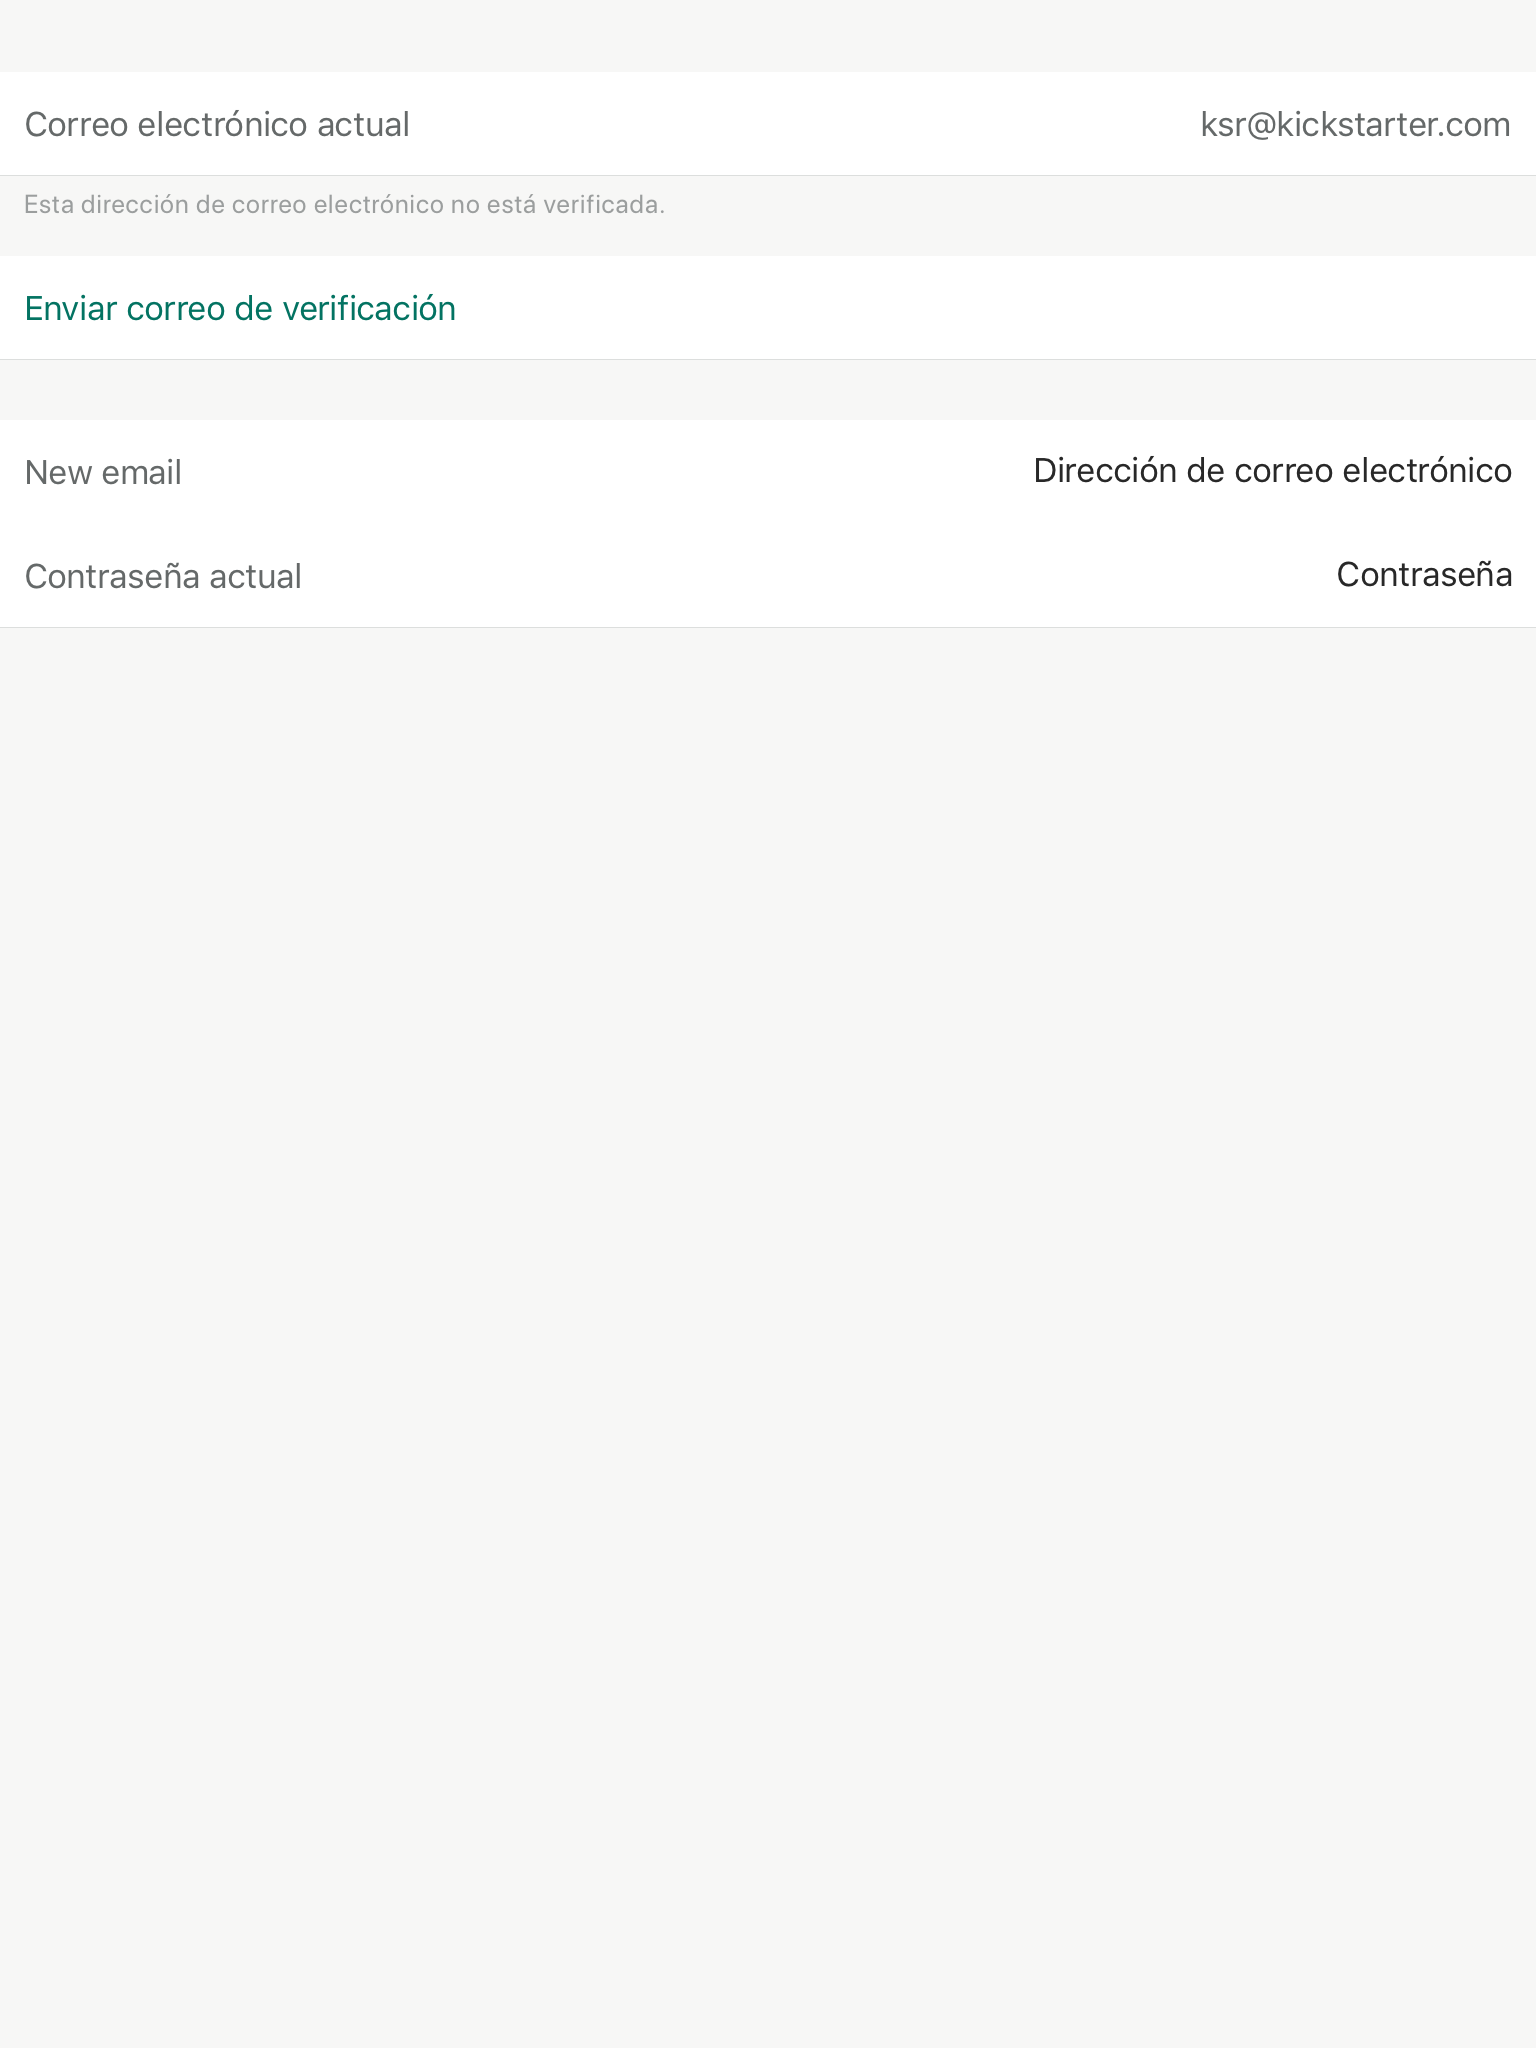 Correo electrónico actual ksr@kickstarter.com
Esta dirección de correo electrónico no está verificada.
Enviar correo de verificación
New email Dirección de correo electrónico
Contraseña actual Contraseña